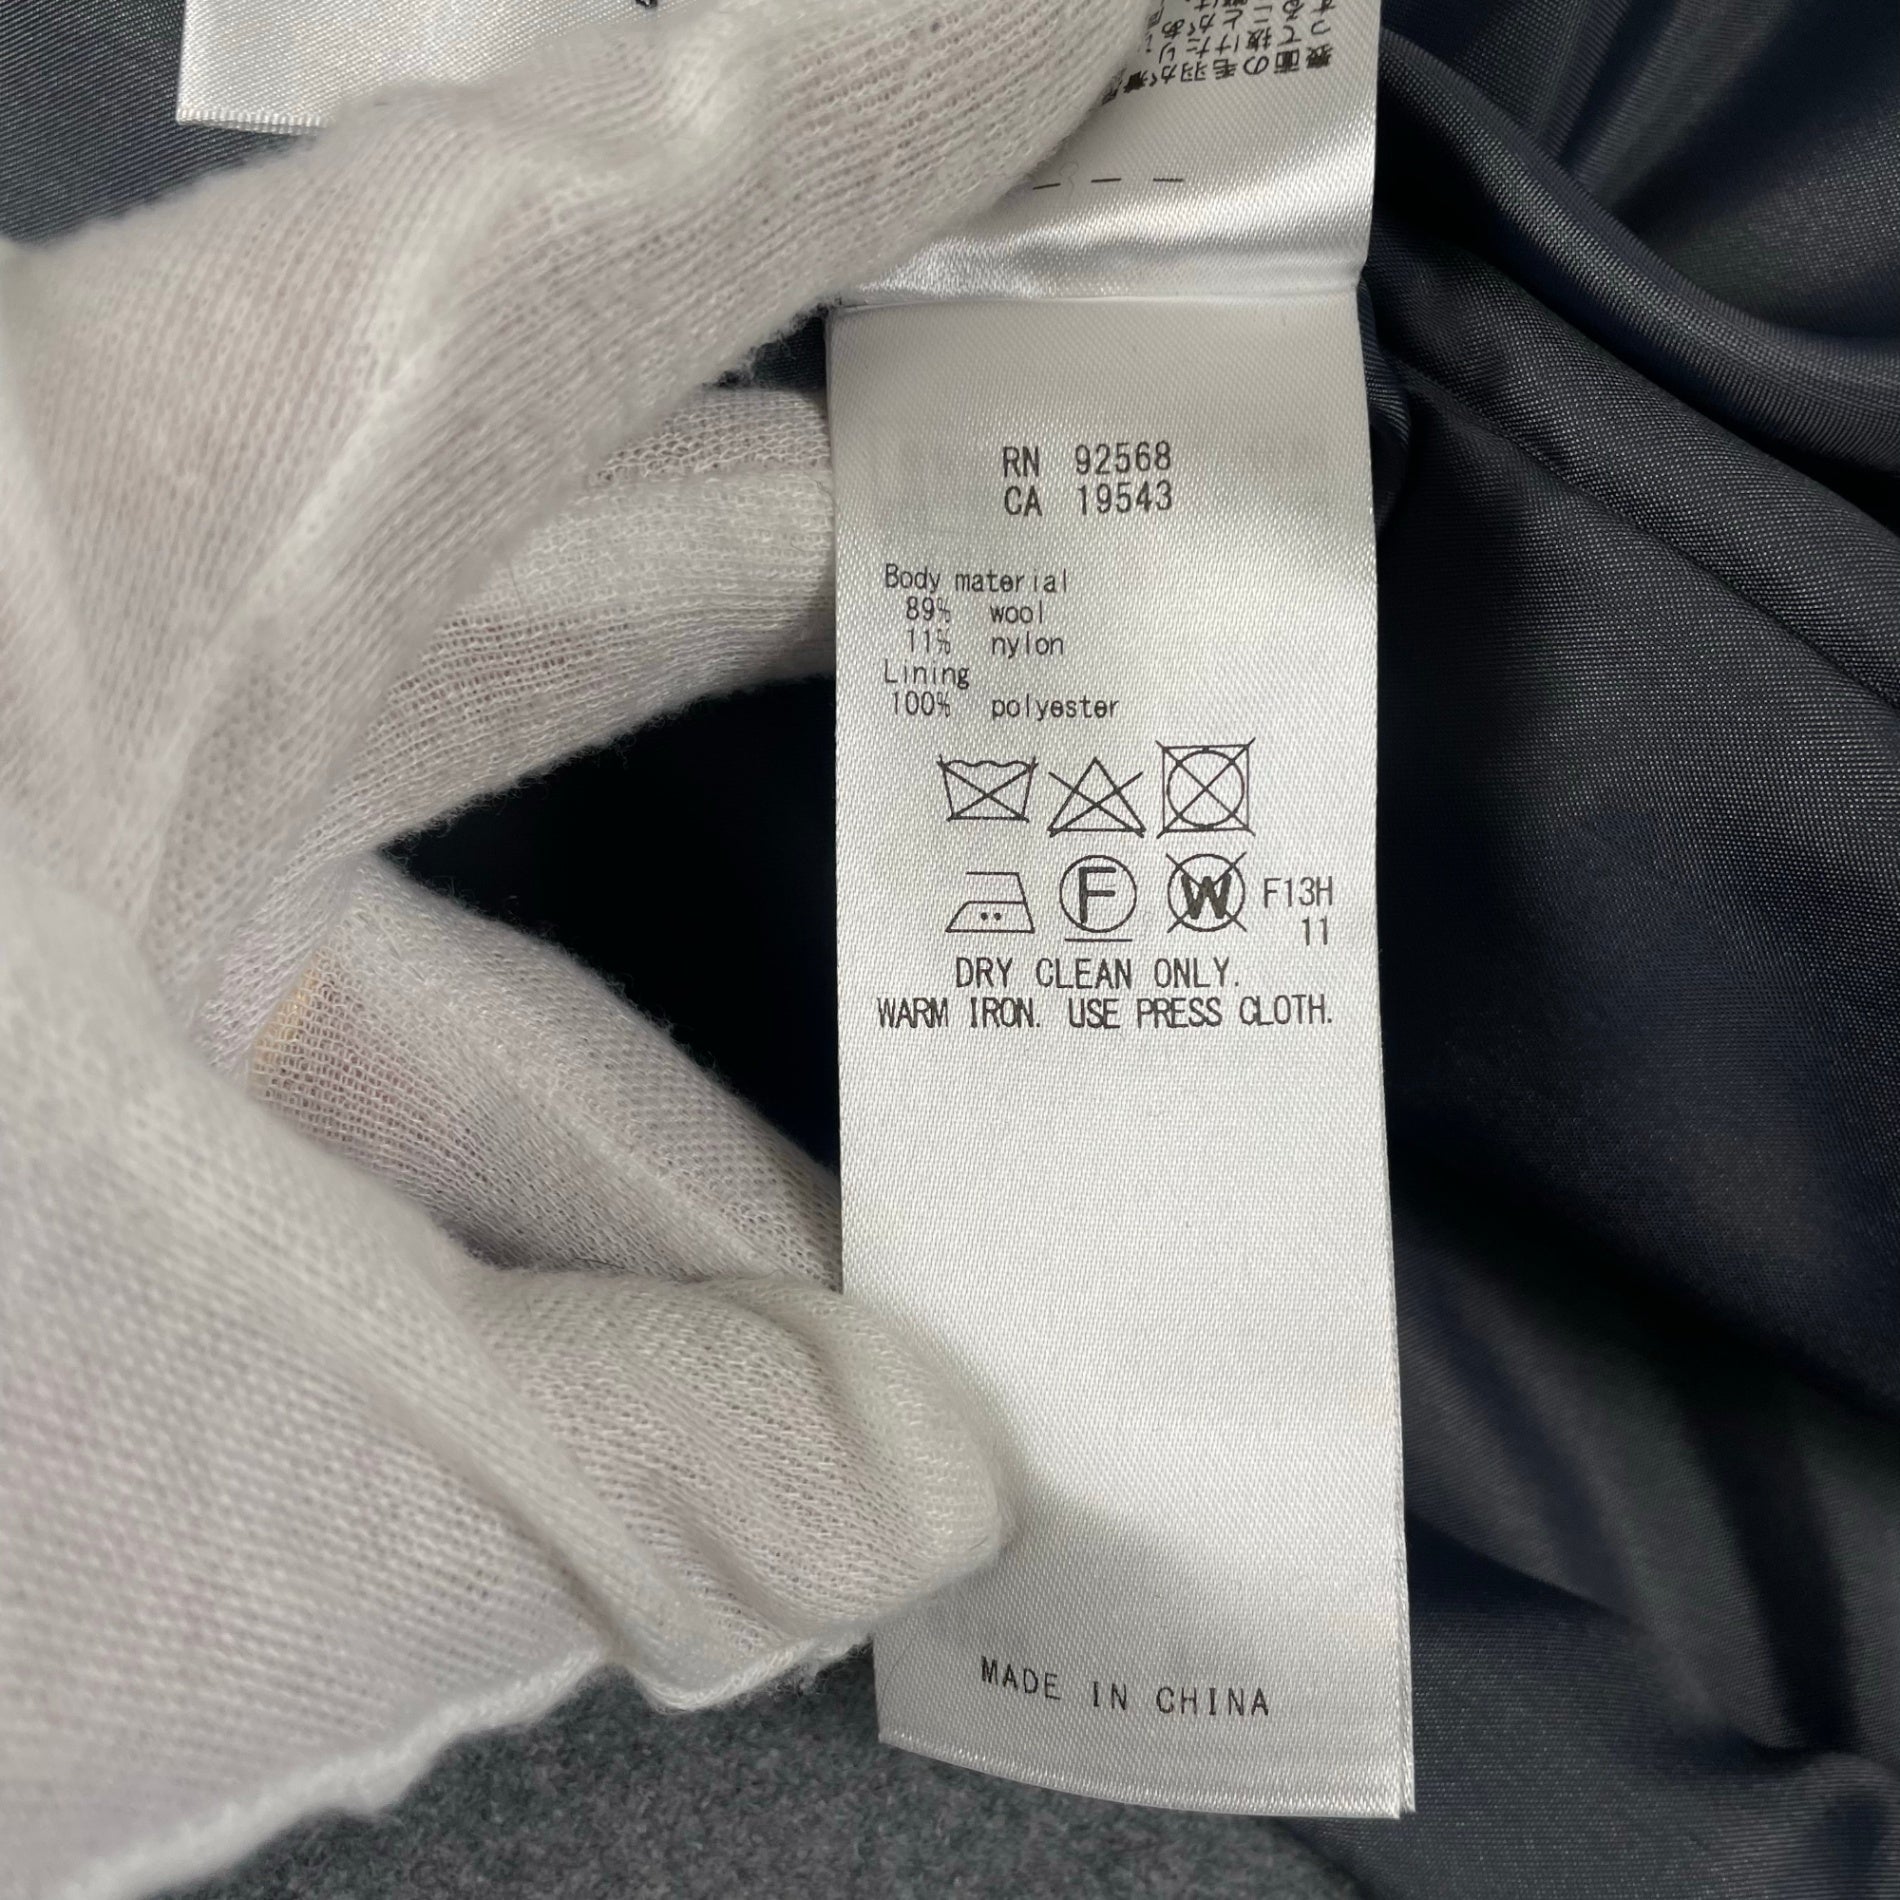 RN 92568
CA 19543
Body material
89% wool
11% nylon
Lining
100% polyester
F W F13H
11
DRY CLEAN ONLY.
WARM IRON. USE PRESS CLOTH.
MADE IN CHINA